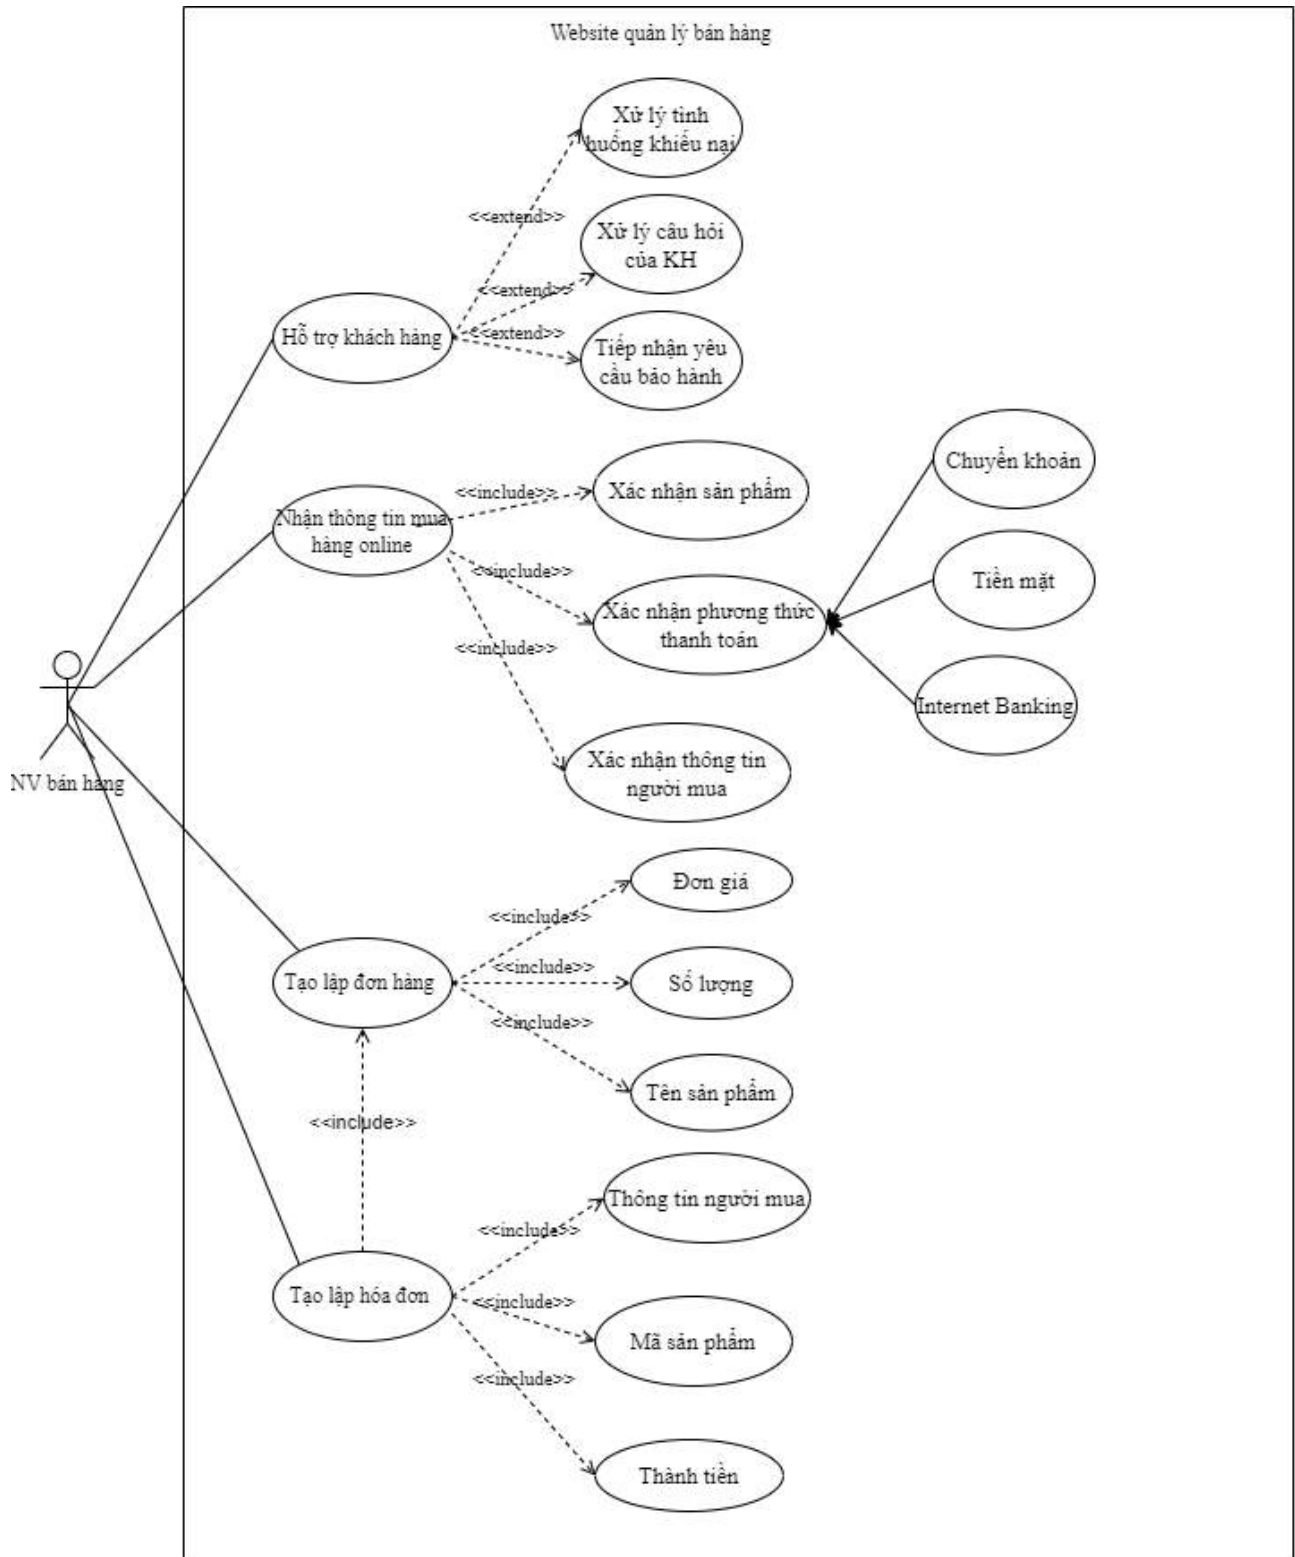 Website quản lý bán hàng
Xử lý tình
huống khiếu nại
<<extend>>
Xử lý câu hỏi
của KH
<<extend>>
Hỗ trợ khách hàng
<<extend>>
Tiếp nhận yêu
cầu bảo hành
Chuyển khoản
<<include>>
Xác nhận sản phẩm
Nhận thông tin mua
hàng online
<<include>>
Tiền mặt
Xác nhận phương thức
thanh toán
<<include>>
Internet Banking
Xác nhận thông tin
người mua
NV bán hàng
Đơn giá
<<include>>
Tạo lập đơn hàng
<<include>>
Số lượng
<<include>>
Tên sản phẩm
<<include>>
Thông tin người mua
<<include>>
Tạo lập hóa đơn
<<include>>
Mã sản phẩm
<<include>>
Thành tiền